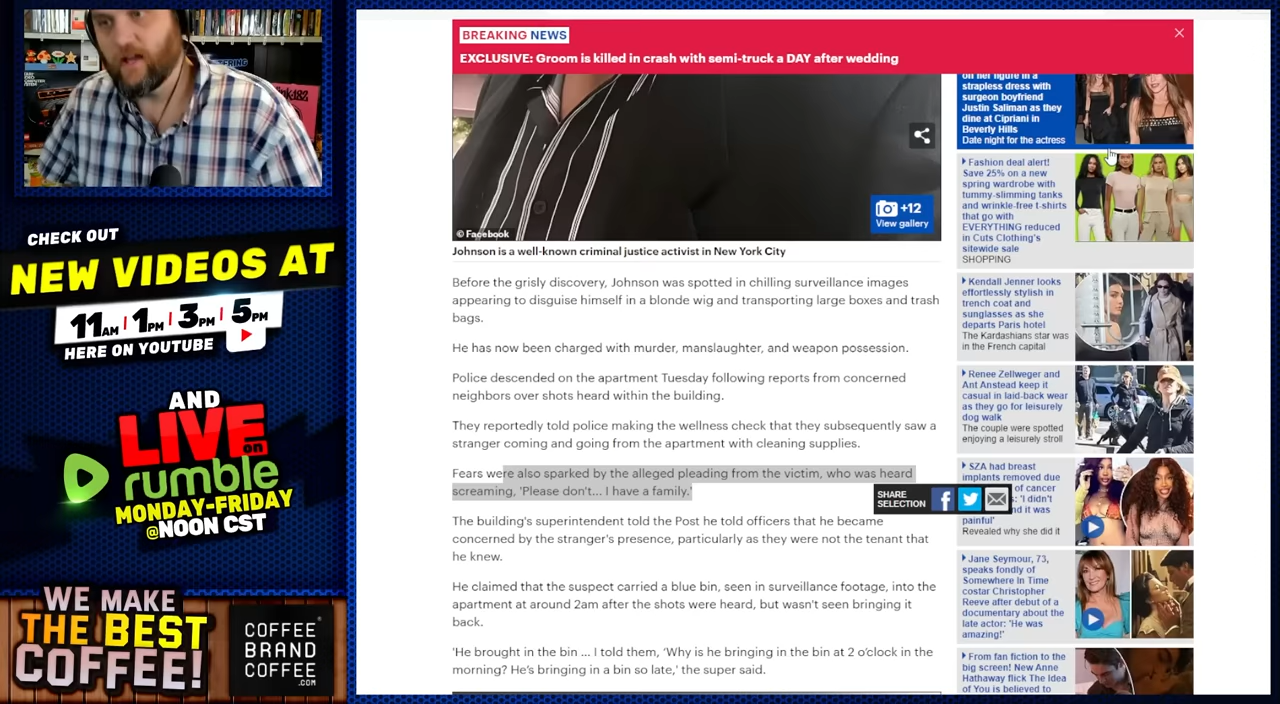 CHECK OUT
NEW VIDEOS AT
11AM | 1PM | 3PM | 5PM
HERE ON YOUTUBE
AND
LIVE on
rumble
MONDAY-FRIDAY
@NOON CST
WE MAKE
THE BEST
COFFEE!
COFFEE
BRAND
COFFEE
.COM
BREAKING NEWS
EXCLUSIVE: Groom is killed in crash with semi-truck a DAY after wedding
+12
View gallery
© Facebook
Johnson is a well-known criminal justice activist in New York City
Before the grisly discovery, Johnson was spotted in chilling surveillance images
appearing to disguise himself in a blonde wig and transporting large boxes and trash
bags.
He has now been charged with murder, manslaughter, and weapon possession.
Police descended on the apartment Tuesday following reports from concerned
neighbors over shots heard within the building.
They reportedly told police making the wellness check that they subsequently saw a
stranger coming and going from the apartment with cleaning supplies.
Fears were also sparked by the alleged pleading from the victim, who was heard
screaming, 'Please don't... I have a family.'
SHARE
SELECTION
The building's superintendent told the Post he told officers that he became
concerned by the stranger's presence, particularly as they were not the tenant that
he knew.
He claimed that the suspect carried a blue bin, seen in surveillance footage, into the
apartment at around 2am after the shots were heard, but wasn't seen bringing it
back.
'He brought in the bin ... I told them, 'Why is he bringing in the bin at 2 o'clock in the
morning? He's bringing in a bin so late,' the super said.
on her figure in a
strapless dress with
surgeon boyfriend
Justin Saliman as they
dine at Cipriani in
Beverly Hills
Date night for the actress
Fashion deal alert!
Save 25% on a new
spring wardrobe with
tummy-slimming tanks
and wrinkle-free t-shirts
that go with
EVERYTHING reduced
in Cuts Clothing's
sitewide sale
SHOPPING
Kendall Jenner looks
effortlessly stylish in
trench coat and
sunglasses as she
departs Paris hotel
The Kardashians star was
in the French capital
Renee Zellweger and
Ant Anstead keep it
casual in laid-back wear
as they go for leisurely
dog walk
The couple were spotted
enjoying a leisurely stroll
SZA had breast
implants removed due
of cancer
s: 'I didn't
nd it was
painful'
Revealed why she did it
Jane Seymour, 73,
speaks fondly of
Somewhere In Time
costar Christopher
Reeve after debut of a
documentary about the
late actor: 'He was
amazing!'
From fan fiction to the
big screen! New Anne
Hathaway flick The Idea
of You is believed to